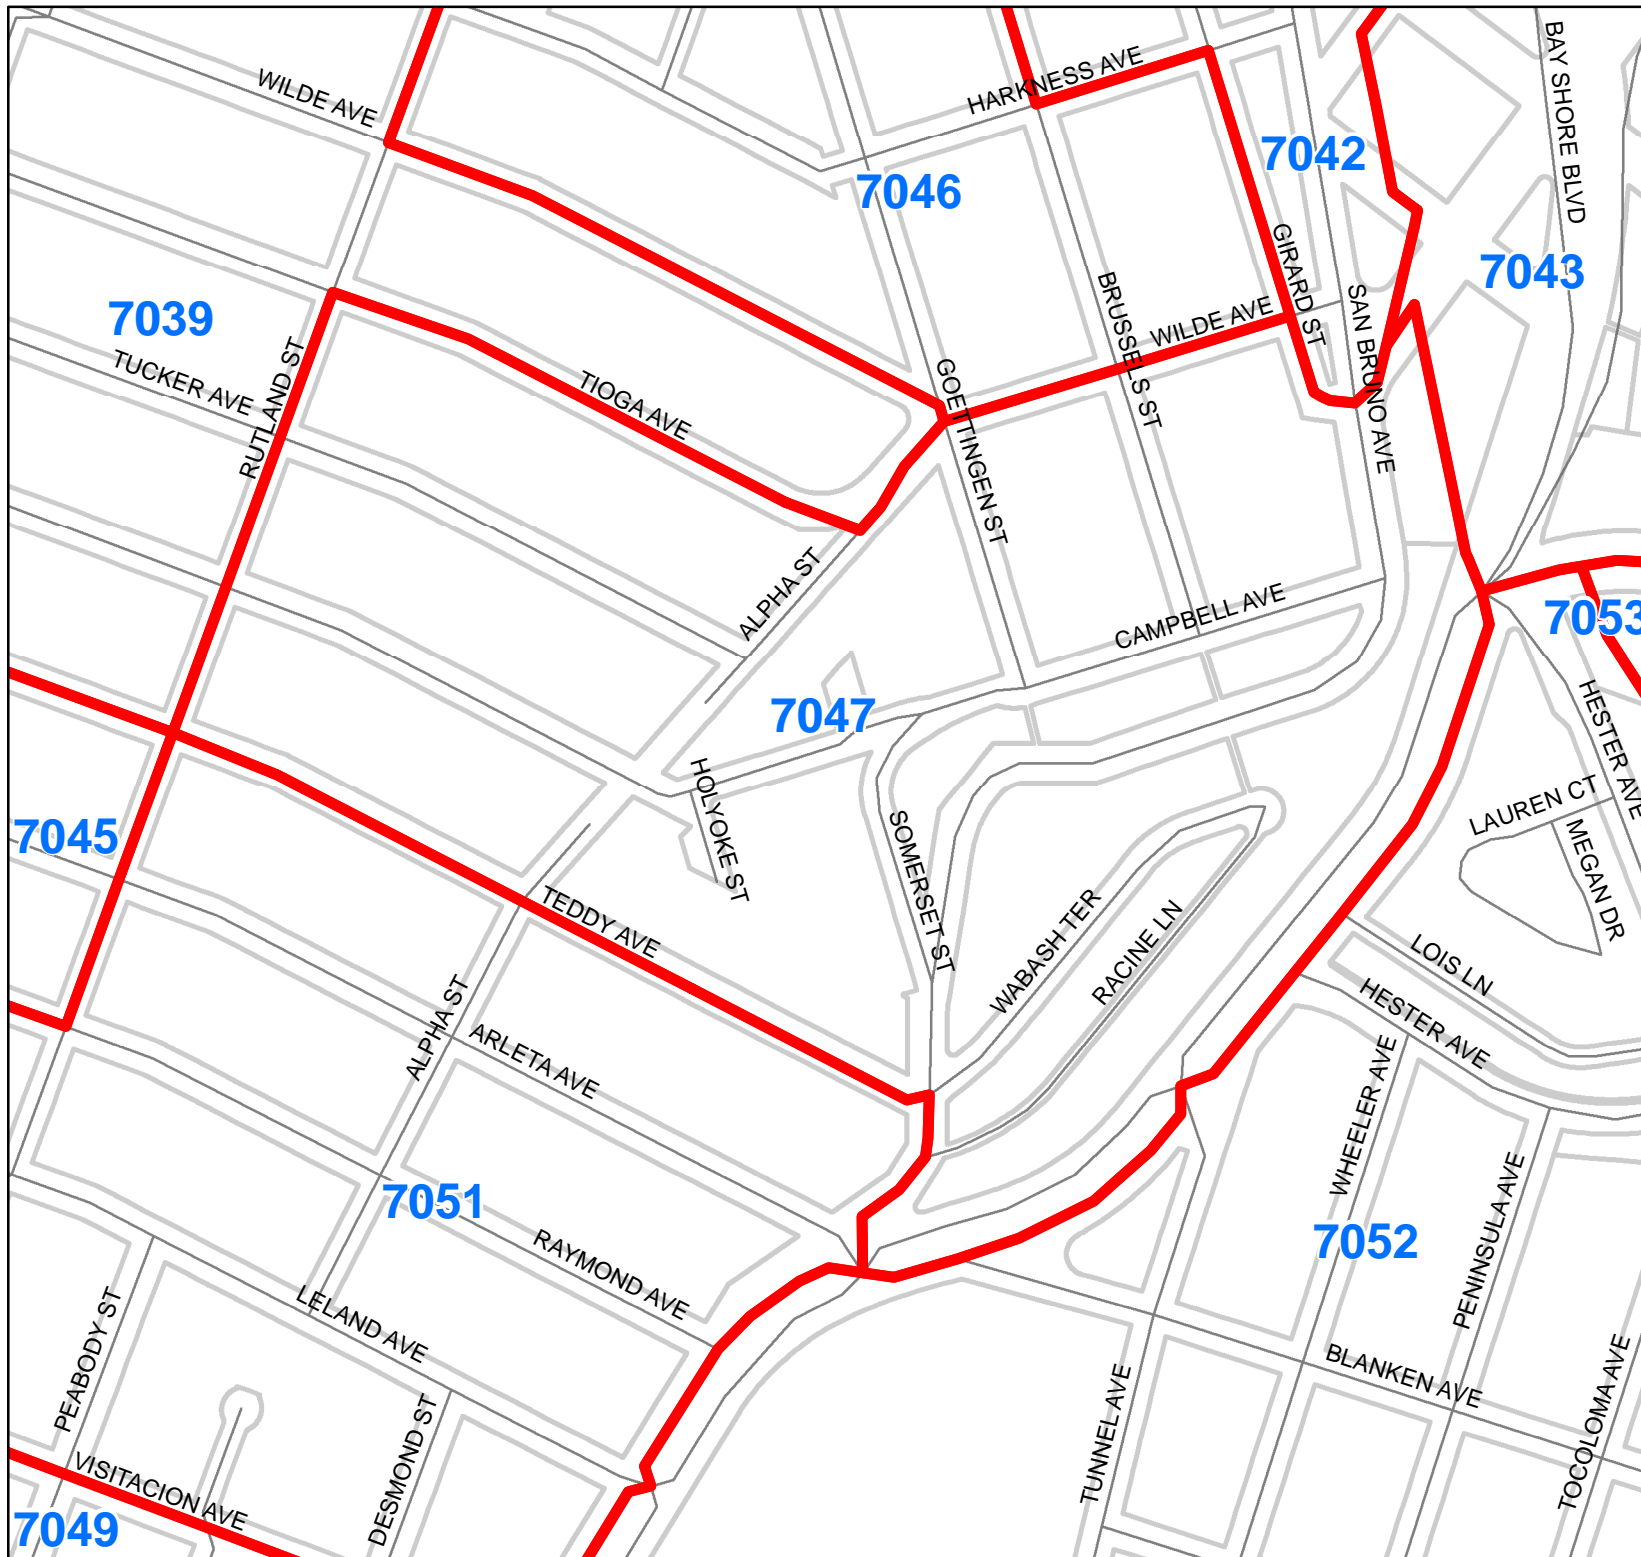 WILDE AVE
HARKNESS AVE
BAY SHORE BLVD
7042
7046
7043
GIRARD ST
BRUSSELS ST
SAN BRUNO AVE
WILDE AVE
7039
TUCKER AVE
RUTLAND ST
TIOGA AVE
GOETTINGEN ST
ALPHA ST
CAMPBELL AVE
7053
7047
HESTER AVE
HOLYOKE ST
LAUREN CT
MEGAN DR
7045
SOMERSET ST
TEDDY AVE
WABASH TER
RACINE LN
LOIS LN
HESTER AVE
ALPHA ST
ARLETA AVE
WHEELER AVE
PENINSULA AVE
7051
7052
RAYMOND AVE
LELAND AVE
PEABODY ST
BLANKEN AVE
TUNNEL AVE
TOCOLOMA AVE
DESMOND ST
VISITACION AVE
7049